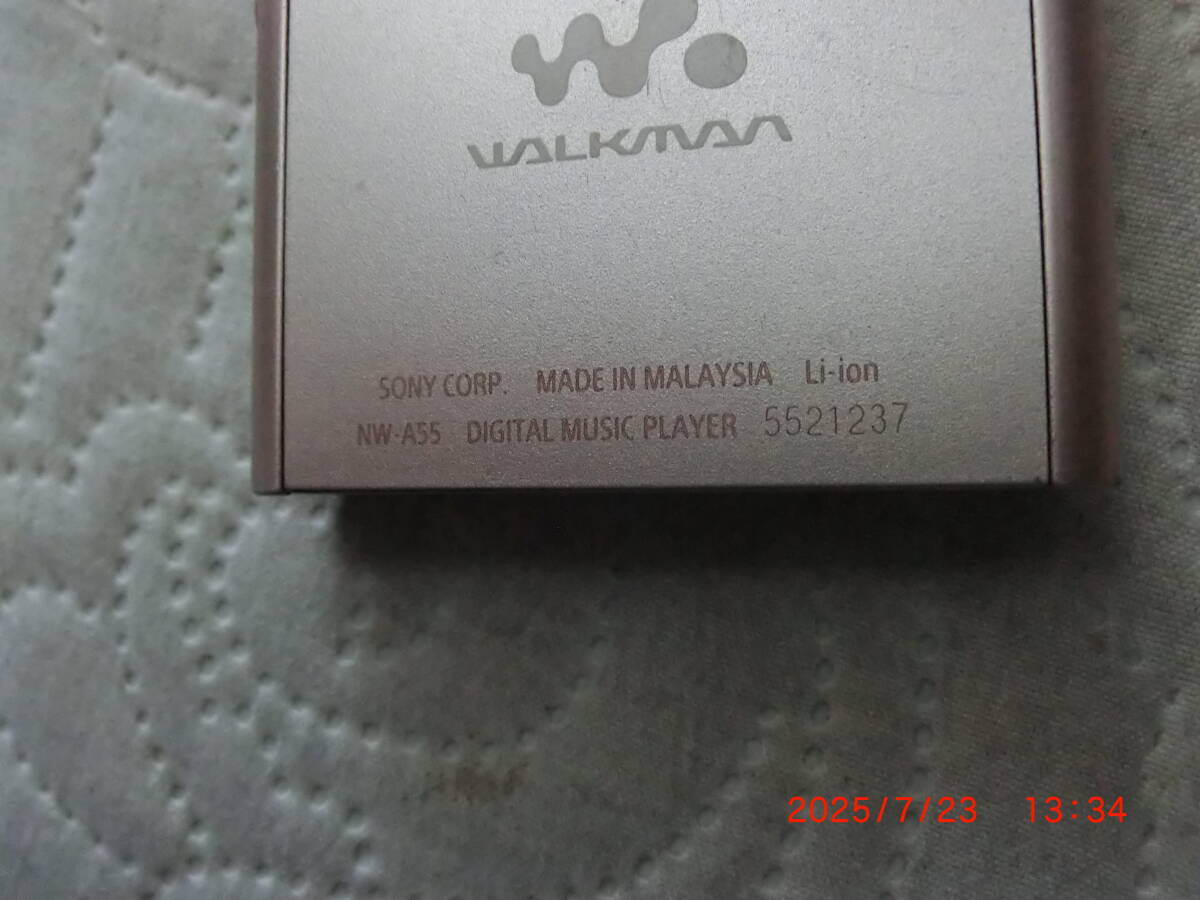 WALKMAN
SONY CORP. MADE IN MALAYSIA Li-ion
NW-A55 DIGITAL MUSIC PLAYER 5521237
2025/7/23 13:34